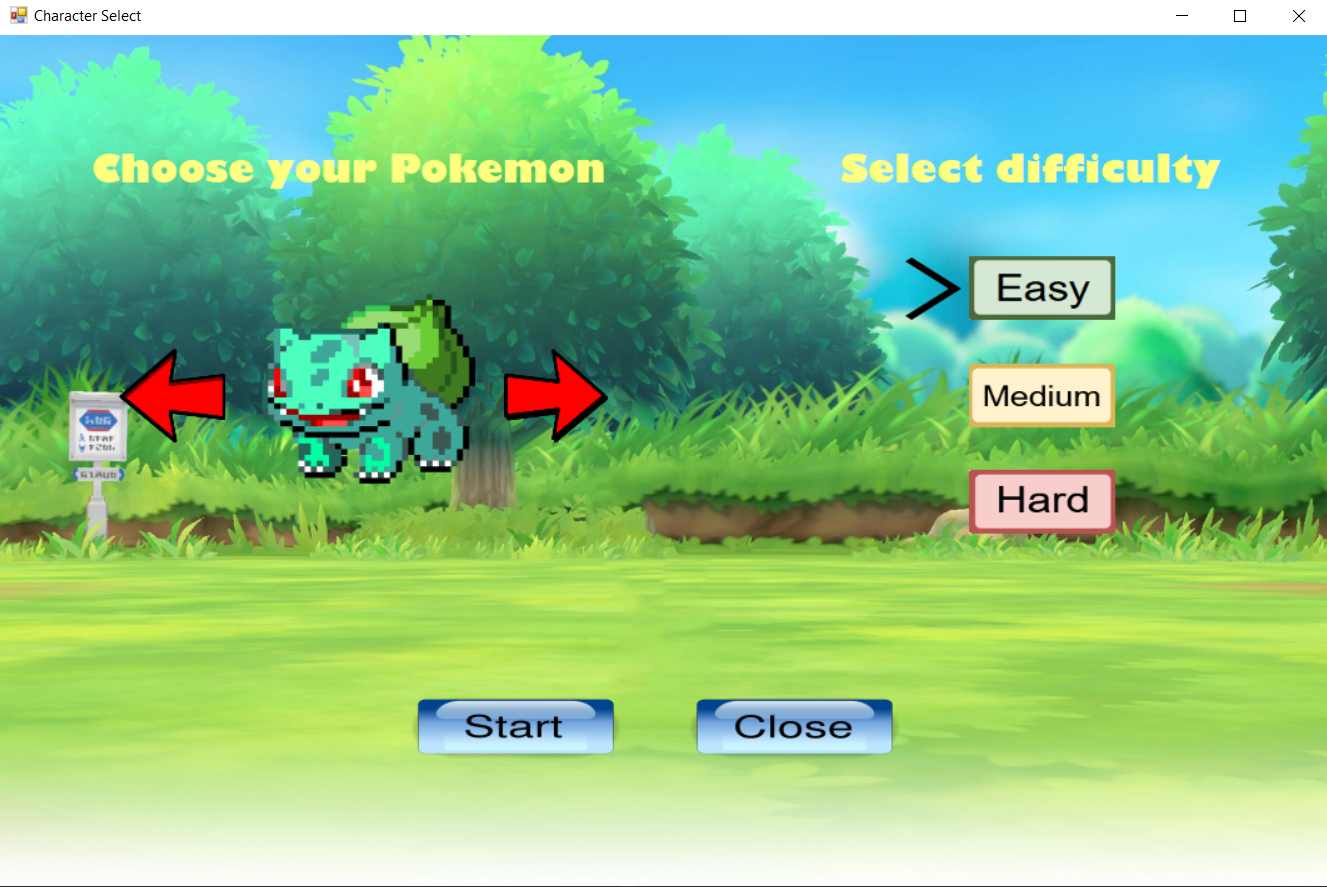 Character Select
Choose your Pokemon
Select difficulty
Easy
Medium
Hard
Start
Close